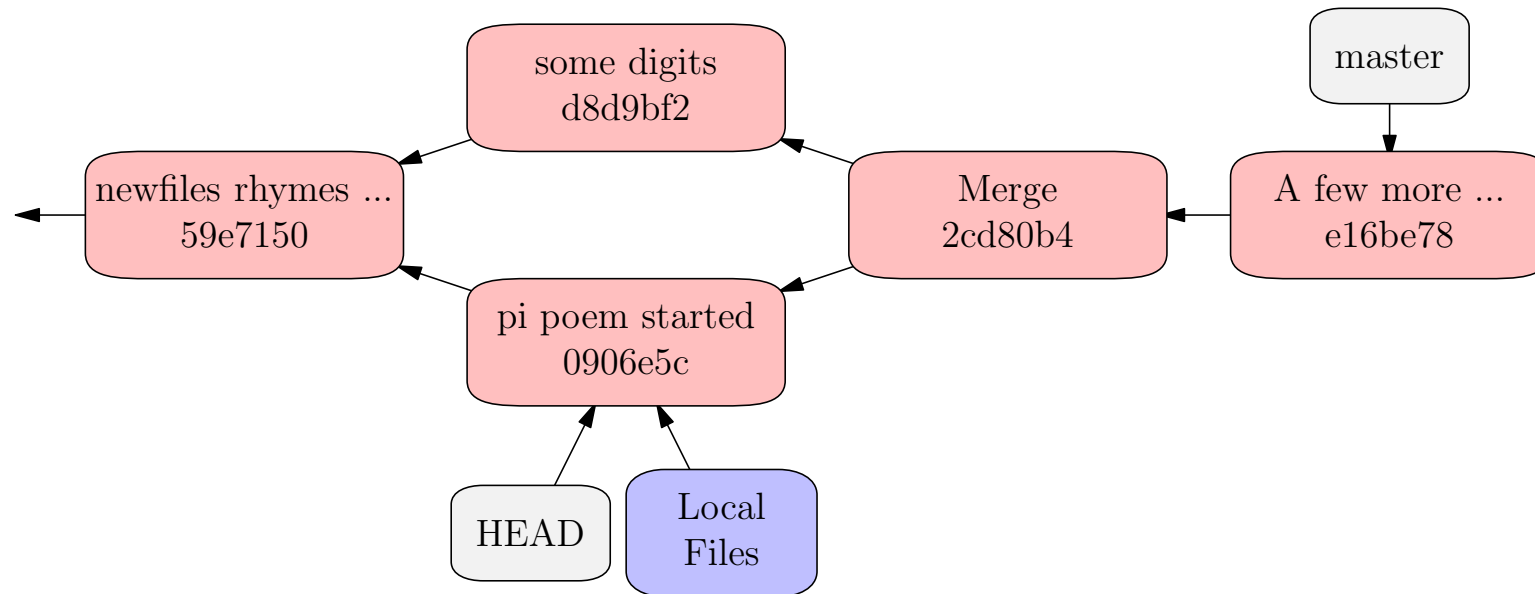 some digits
d8d9bf2
master
newfiles rhymes ...
59e7150
Merge
2cd80b4
A few more ...
e16be78
pi poem started
0906e5c
HEAD
Local
Files